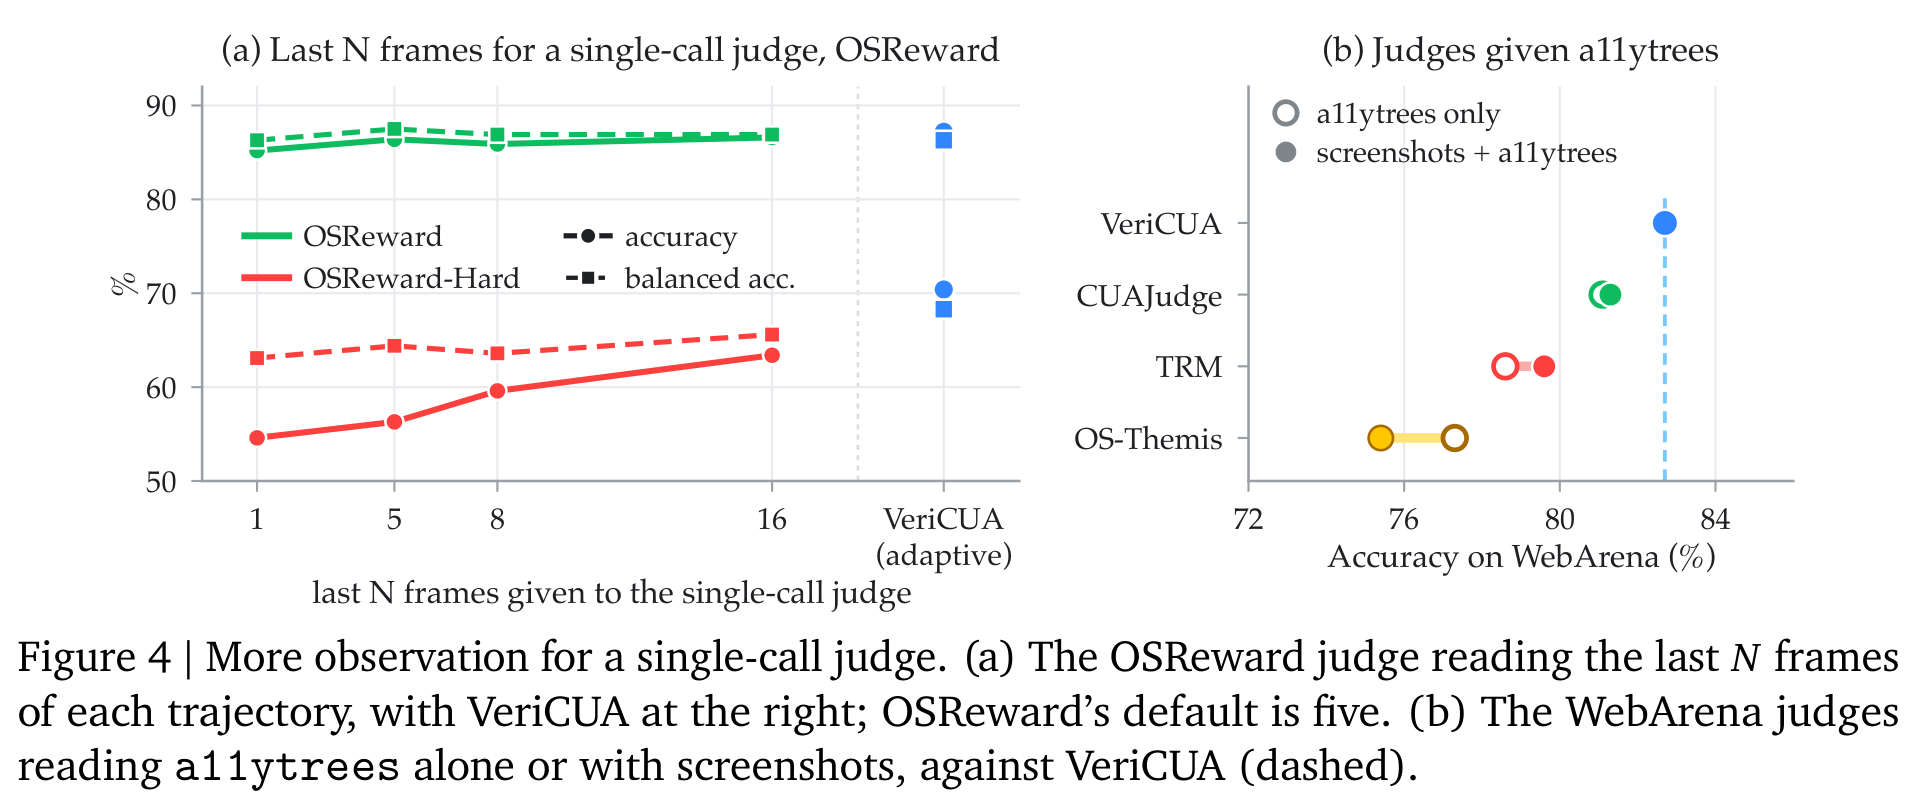 (a) Last N frames for a single-call judge, OSReward
90
80
70
60
50
%
OSReward
OSReward-Hard
accuracy
balanced acc.
1
5
8
16
VeriCUA
(adaptive)
last N frames given to the single-call judge
(b) Judges given a11ytrees
a11ytrees only
screenshots + a11ytrees
VeriCUA
CUAJudge
TRM
OS-Themis
72
76
80
84
Accuracy on WebArena (%)
Figure 4 | More observation for a single-call judge. (a) The OSReward judge reading the last N frames
of each trajectory, with VeriCUA at the right; OSReward's default is five. (b) The WebArena judges
reading a11ytrees alone or with screenshots, against VeriCUA (dashed).